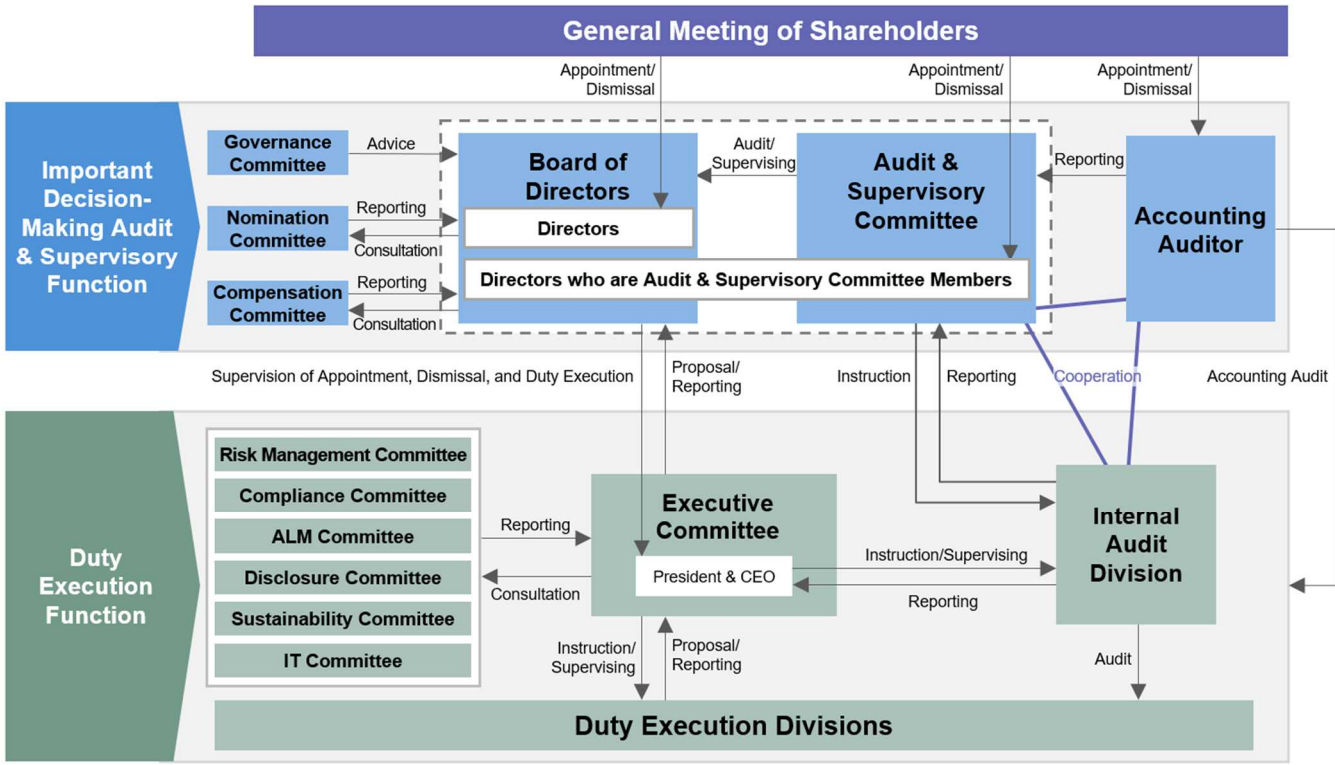 General Meeting of Shareholders
Appointment/
Dismissal
Appointment/
Dismissal
Appointment/
Dismissal
Important
Decision-
Making Audit
& Supervisory
Function
Governance
Committee
Advice
Nomination
Committee
Reporting
Consultation
Compensation
Committee
Reporting
Consultation
Board of
Directors
Directors
Audit/
Supervising
Audit &
Supervisory
Committee
Directors who are Audit & Supervisory Committee Members
Reporting
Accounting
Auditor
Supervision of Appointment, Dismissal, and Duty Execution
Proposal/
Reporting
Instruction
Reporting
Cooperation
Accounting Audit
Duty
Execution
Function
Risk Management Committee
Compliance Committee
ALM Committee
Disclosure Committee
Sustainability Committee
IT Committee
Reporting
Consultation
Executive
Committee
President & CEO
Instruction/Supervising
Reporting
Internal
Audit
Division
Instruction/
Supervising
Proposal/
Reporting
Audit
Duty Execution Divisions